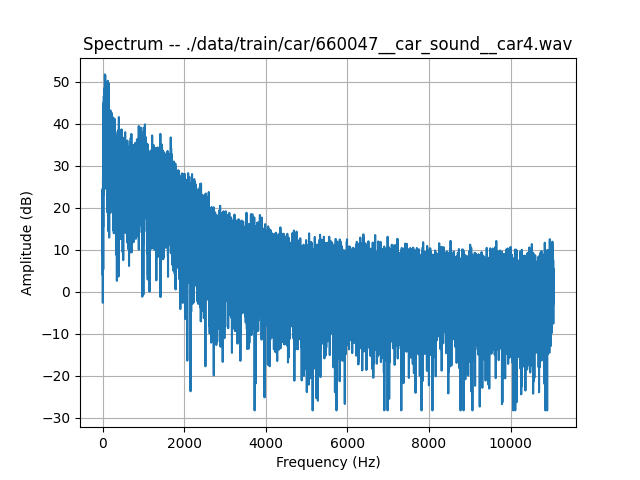 Spectrum -- ./data/train/car/660047__car_sound__car4.wav
50
40
30
20
10
0
−10
−20
−30
Amplitude (dB)
0 2000 4000 6000 8000 10000
Frequency (Hz)